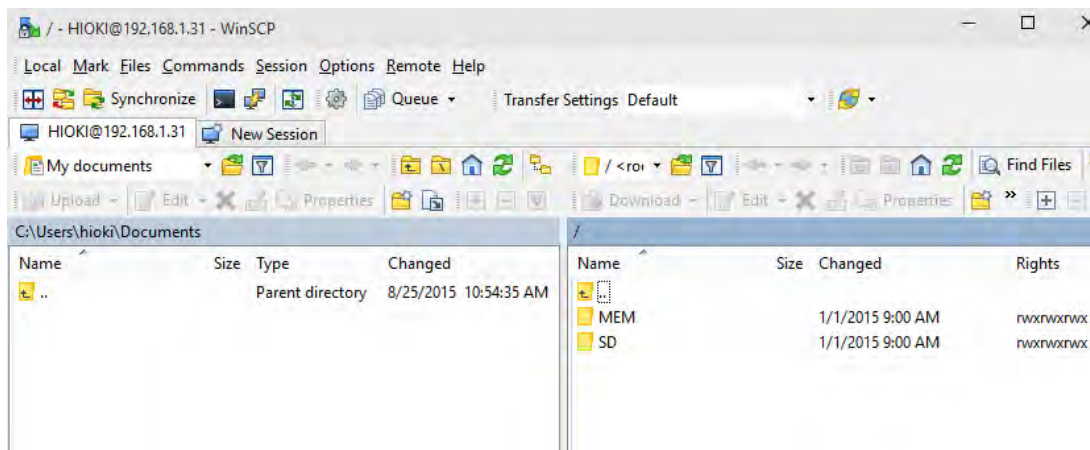 / - HIOKI@192.168.1.31 - WinSCP
Local Mark Files Commands Session Options Remote Help
Synchronize Queue Transfer Settings Default
HIOKI@192.168.1.31 New Session
My documents / <roo Find Files
Upload Edit Properties Download Edit Properties »
C:\Users\hioki\Documents /
Name Size Type Changed Name Size Changed Rights
.. Parent directory 8/25/2015 10:54:35 AM ..
MEM 1/1/2015 9:00 AM rwxrwxrwx
SD 1/1/2015 9:00 AM rwxrwxrwx